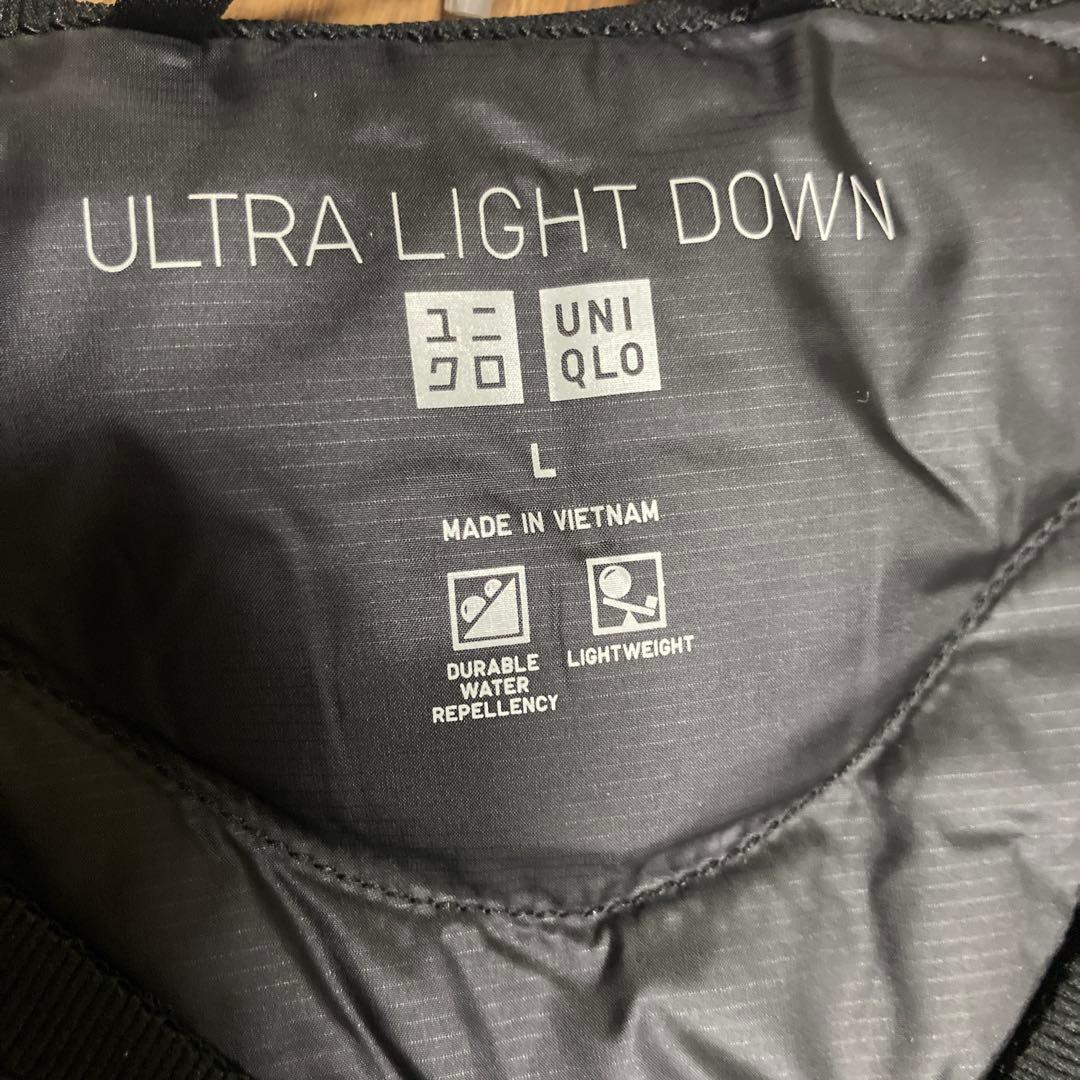 ULTRA LIGHT DOWN
ユニ
クロ
UNI
QLO
L
MADE IN VIETNAM
DURABLE
WATER
REPELLENCY
LIGHTWEIGHT